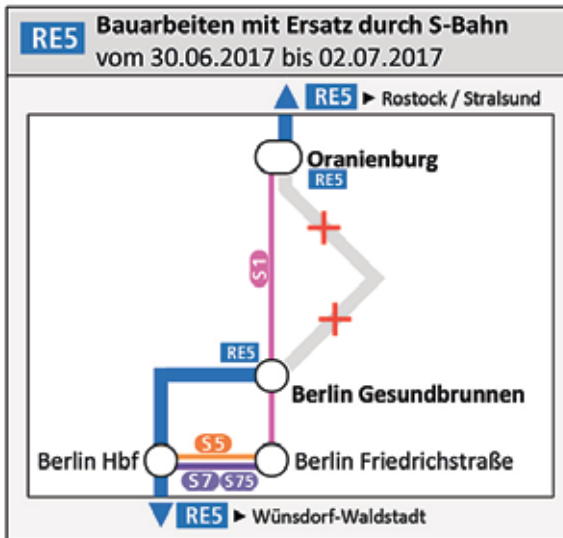 RE5 Bauarbeiten mit Ersatz durch S-Bahn
vom 30.06.2017 bis 02.07.2017
RE5 ▶ Rostock / Stralsund
Oranienburg
RE5
S1
RE5
Berlin Gesundbrunnen
S5
Berlin Hbf
Berlin Friedrichstraße
S7 S75
RE5 ▶ Wünsdorf-Waldstadt